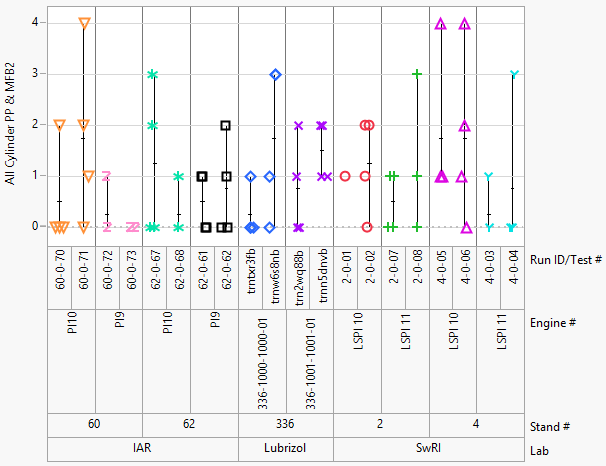 All Cylinder PP & MFB2
4
3
2
1
0
60-0-70
60-0-71
60-0-72
60-0-73
62-0-67
62-0-68
62-0-61
62-0-62
trntxr3fb
trnw6s8nb
trn2wq88b
trnn5dnvb
2-0-01
2-0-02
2-0-07
2-0-08
4-0-05
4-0-06
4-0-03
4-0-04
Run ID/Test #
PI10
PI9
PI10
PI9
336-1000-1000-01
336-1001-1001-01
LSPI 10
LSPI 11
LSPI 10
LSPI 11
Engine #
60
62
336
2
4
Stand #
IAR
Lubrizol
SwRI
Lab